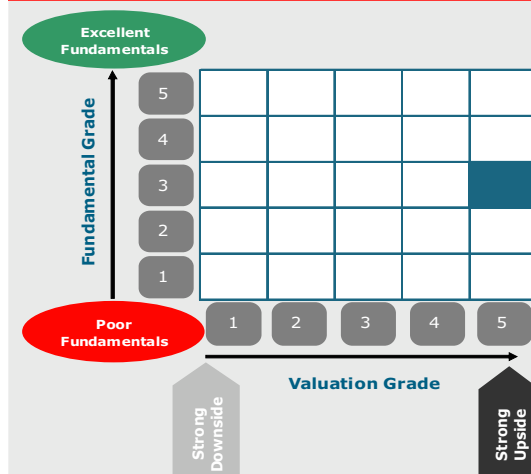 Excellent
Fundamentals
Fundamental Grade
5
4
3
2
1
Poor
Fundamentals
1
2
3
4
5
Valuation Grade
Strong
Downside
Strong
Upside